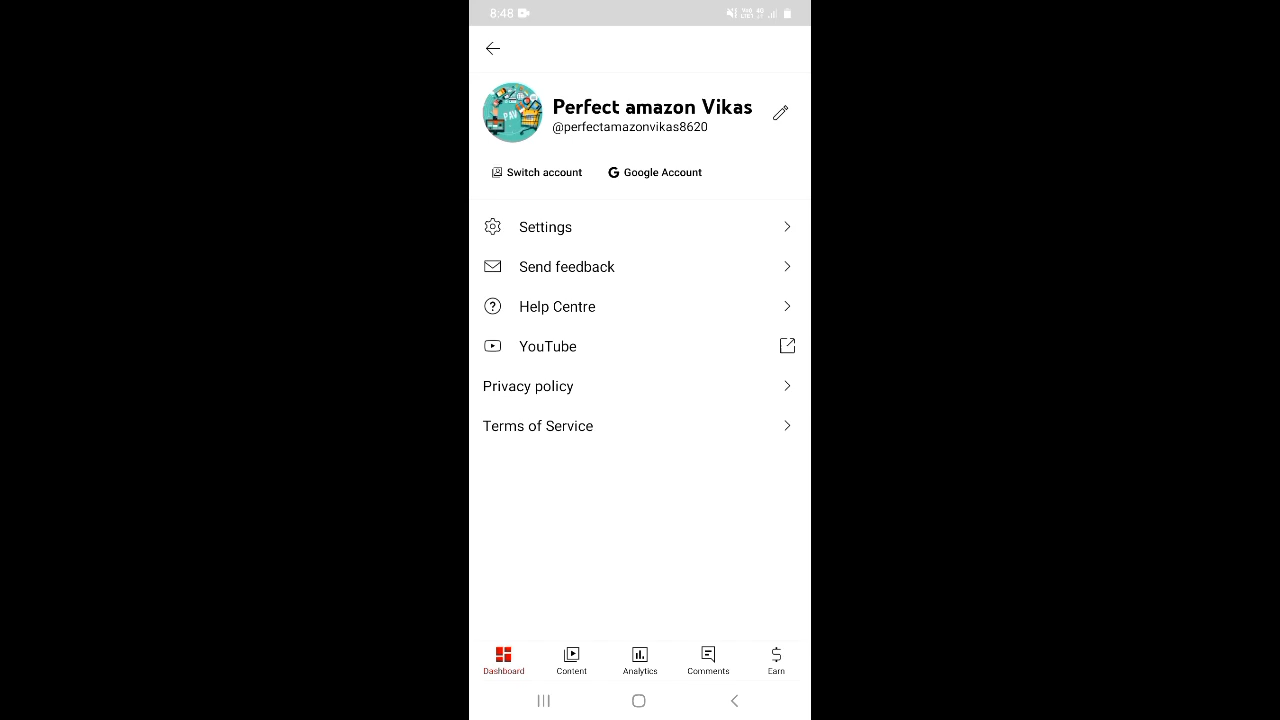 8:48
Perfect amazon Vikas
@perfectamazonvikas8620
Switch account
Google Account
Settings
Send feedback
Help Centre
YouTube
Privacy policy
Terms of Service
Dashboard
Content
Analytics
Comments
Earn